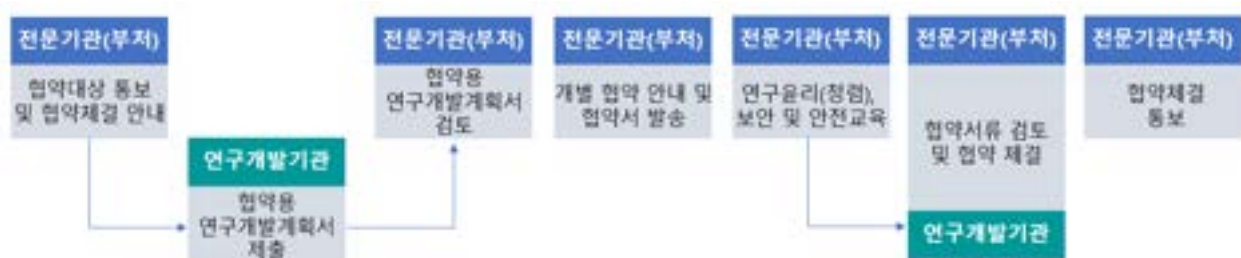 전문기관(부처)
협약대상 통보
및 협약체결 안내
연구개발기관
협약용
연구개발계획서
제출
전문기관(부처)
협약용
연구개발계획서
검토
전문기관(부처)
개별 협약 안내 및
협약서 발송
전문기관(부처)
연구윤리(청렴),
보안 및 안전교육
전문기관(부처)
협약서류 검토
및 협약 체결
연구개발기관
전문기관(부처)
협약체결
통보